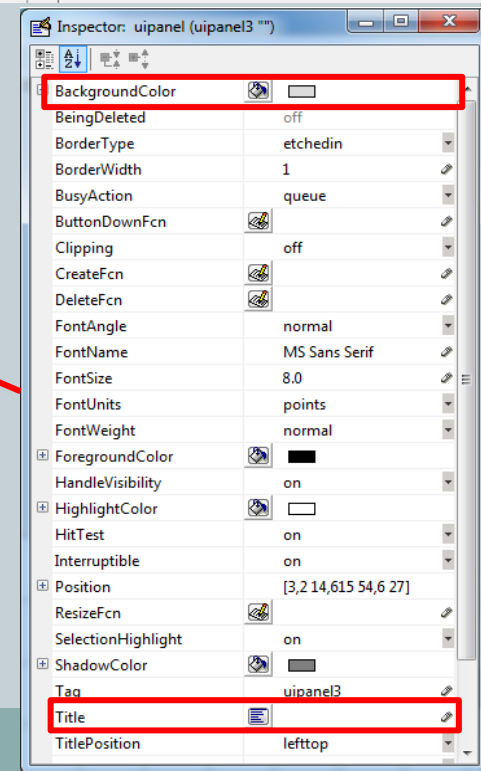 Inspector: uipanel (uipanel3 "")
BackgroundColor
BeingDeleted off
BorderType etchedin
BorderWidth 1
BusyAction queue
ButtonDownFcn
Clipping off
CreateFcn
DeleteFcn
FontAngle normal
FontName MS Sans Serif
FontSize 8.0
FontUnits points
FontWeight normal
ForegroundColor
HandleVisibility on
HighlightColor
HitTest on
Interruptible on
Position [3,2 14,615 54,6 27]
ResizeFcn
SelectionHighlight on
ShadowColor
Tag uipanel3
Title
TitlePosition lefttop